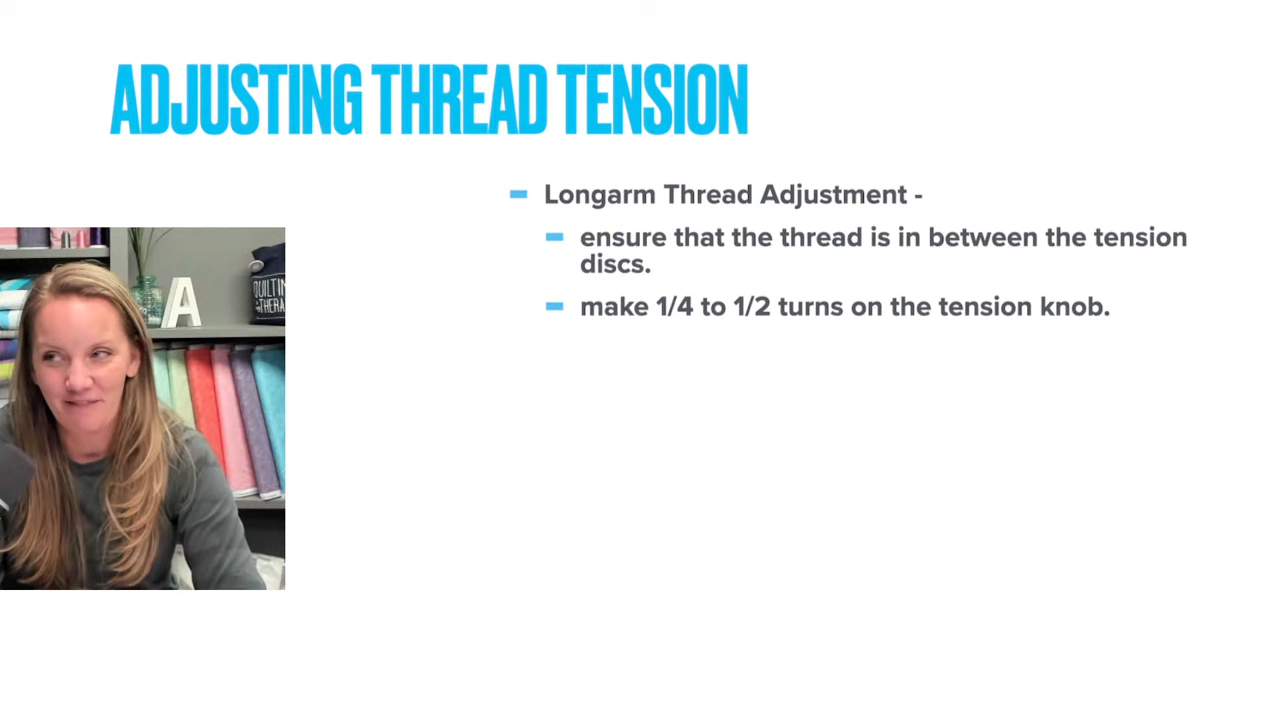 ADJUSTING THREAD TENSION
Longarm Thread Adjustment -
ensure that the thread is in between the tension
discs.
make 1/4 to 1/2 turns on the tension knob.
A